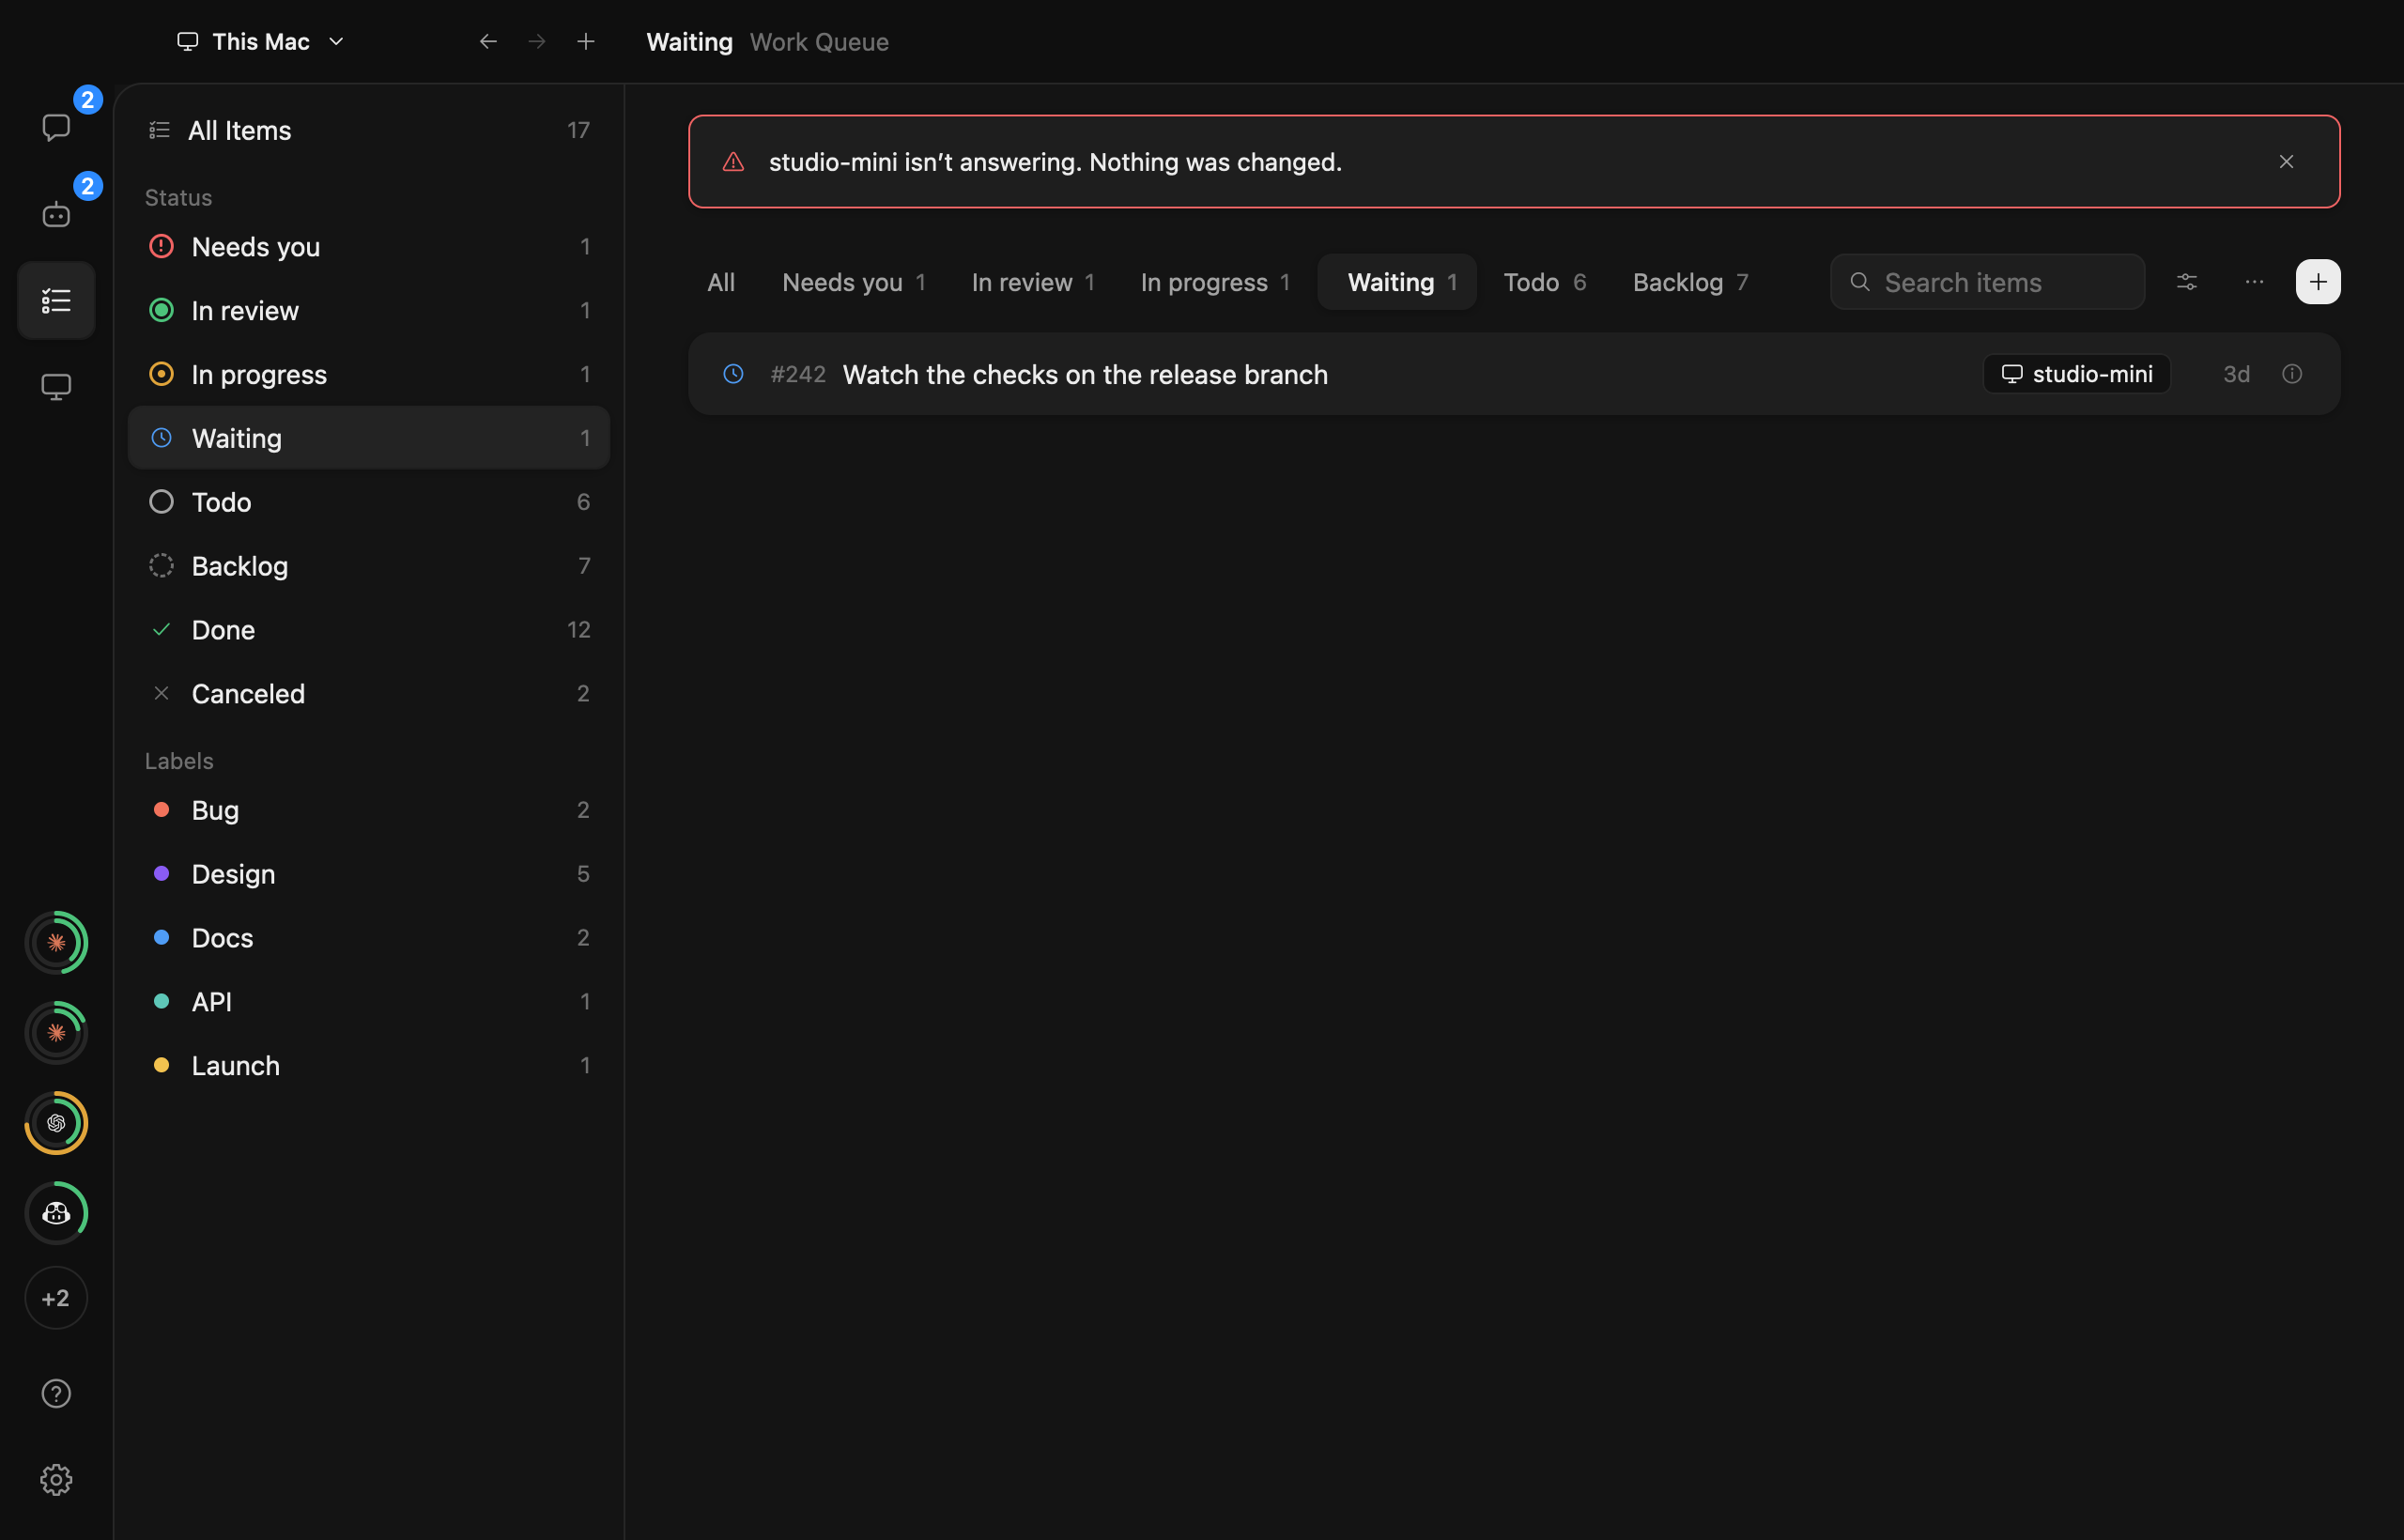 This Mac
Waiting Work Queue
2
2
All Items 17
Status
Needs you 1
In review 1
In progress 1
Waiting 1
Todo 6
Backlog 7
Done 12
Canceled 2
Labels
Bug 2
Design 5
Docs 2
API 1
Launch 1
+2
studio-mini isn’t answering. Nothing was changed.
All Needs you 1 In review 1 In progress 1 Waiting 1 Todo 6 Backlog 7 Search items
#242 Watch the checks on the release branch studio-mini 3d